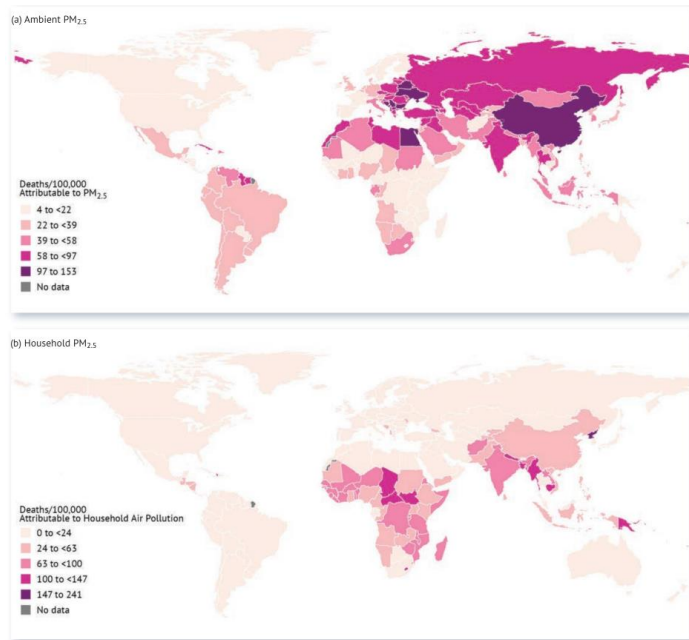 (a) Ambient PM2.5
Deaths/100,000
Attributable to PM2.5
4 to <22
22 to <39
39 to <58
58 to <97
97 to 153
No data
(b) Household PM2.5
Deaths/100,000
Attributable to Household Air Pollution
0 to <24
24 to <63
63 to <100
100 to <147
147 to 241
No data